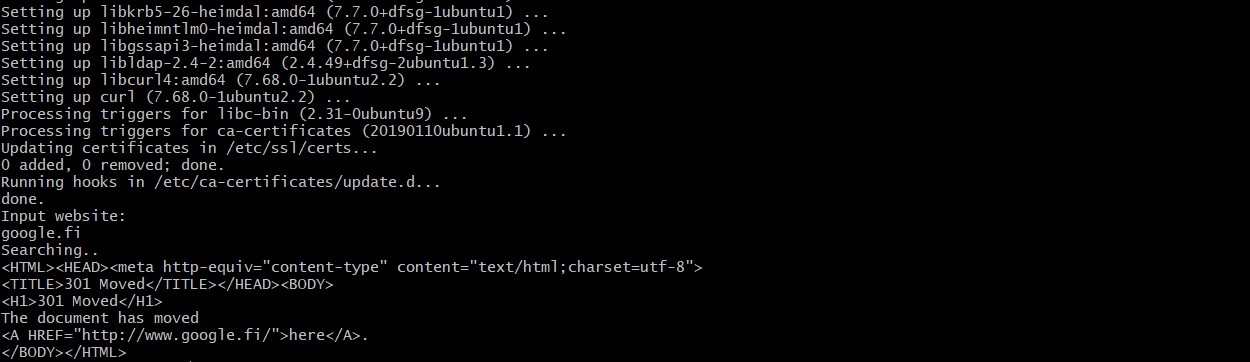 Setting up libkrb5-26-heimdal:amd64 (7.7.0+dfsg-1ubuntu1) ...
Setting up libheimntlm0-heimdal:amd64 (7.7.0+dfsg-1ubuntu1) ...
Setting up libgssapi3-heimdal:amd64 (7.7.0+dfsg-1ubuntu1) ...
Setting up libldap-2.4-2:amd64 (2.4.49+dfsg-2ubuntu1.3) ...
Setting up libcurl4:amd64 (7.68.0-1ubuntu2.2) ...
Setting up curl (7.68.0-1ubuntu2.2) ...
Processing triggers for libc-bin (2.31-0ubuntu9) ...
Processing triggers for ca-certificates (20190110ubuntu1.1) ...
Updating certificates in /etc/ssl/certs...
0 added, 0 removed; done.
Running hooks in /etc/ca-certificates/update.d...
done.
Input website:
google.fi
Searching..
<HTML><HEAD><meta http-equiv="content-type" content="text/html;charset=utf-8">
<TITLE>301 Moved</TITLE></HEAD><BODY>
<H1>301 Moved</H1>
The document has moved
<A HREF="http://www.google.fi/">here</A>.
</BODY></HTML>